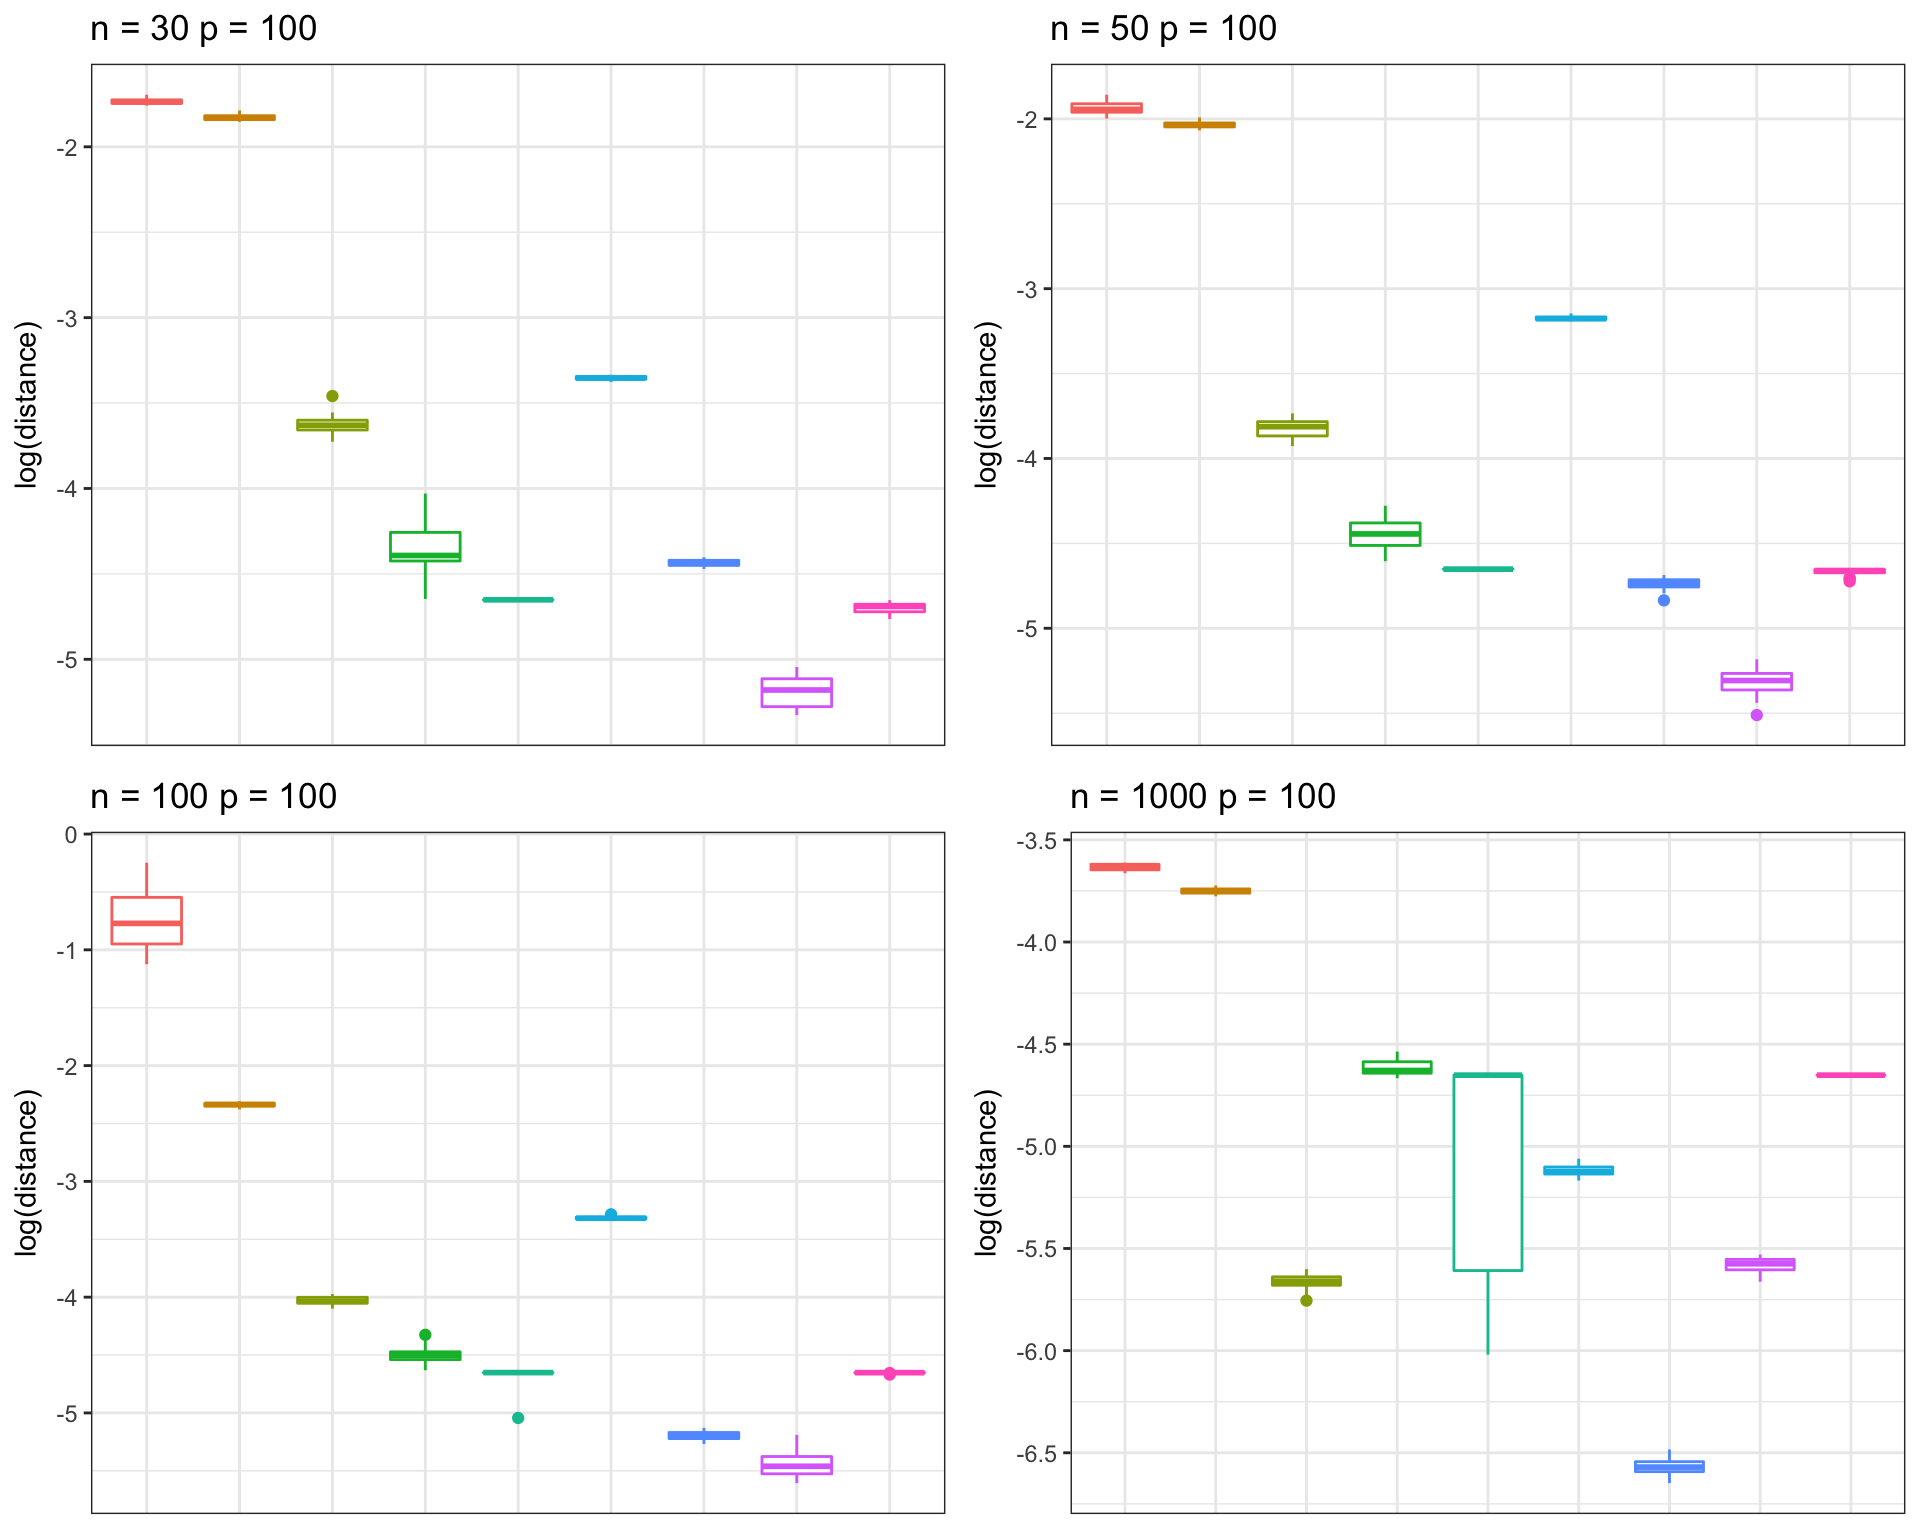 n = 30 p = 100
-2
-3
-4
-5
log(distance)
n = 50 p = 100
-2
-3
-4
-5
log(distance)
n = 100 p = 100
0
-1
-2
-3
-4
-5
log(distance)
n = 1000 p = 100
-3.5
-4.0
-4.5
-5.0
-5.5
-6.0
-6.5
log(distance)